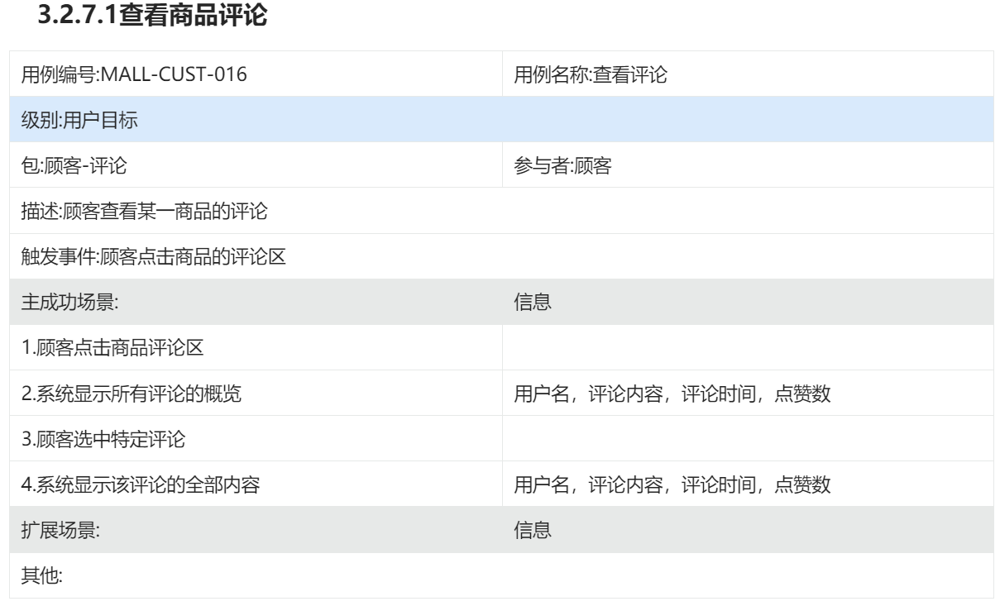 3.2.7.1查看商品评论
用例编号:MALL-CUST-016 用例名称:查看评论
级别:用户目标
包:顾客-评论 参与者:顾客
描述:顾客查看某一商品的评论
触发事件:顾客点击商品的评论区
主成功场景: 信息
1.顾客点击商品评论区
2.系统显示所有评论的概览 用户名，评论内容，评论时间，点赞数
3.顾客选中特定评论
4.系统显示该评论的全部内容 用户名，评论内容，评论时间，点赞数
扩展场景: 信息
其他: